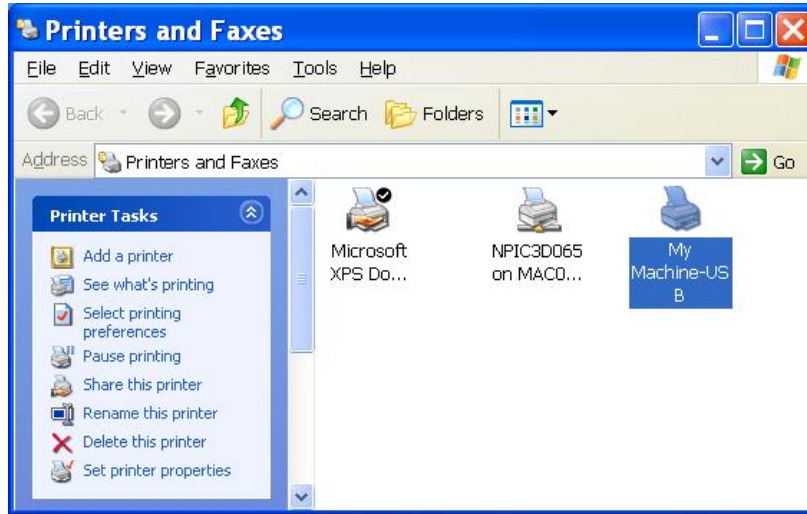 Printers and Faxes
File Edit View Favorites Tools Help
Back Search Folders
Address Printers and Faxes Go
Printer Tasks
Add a printer
See what's printing
Select printing
preferences
Pause printing
Share this printer
Rename this printer
Delete this printer
Set printer properties
Microsoft
XPS Do...
NPIC3D065
on MAC0...
My
Machine-US
B